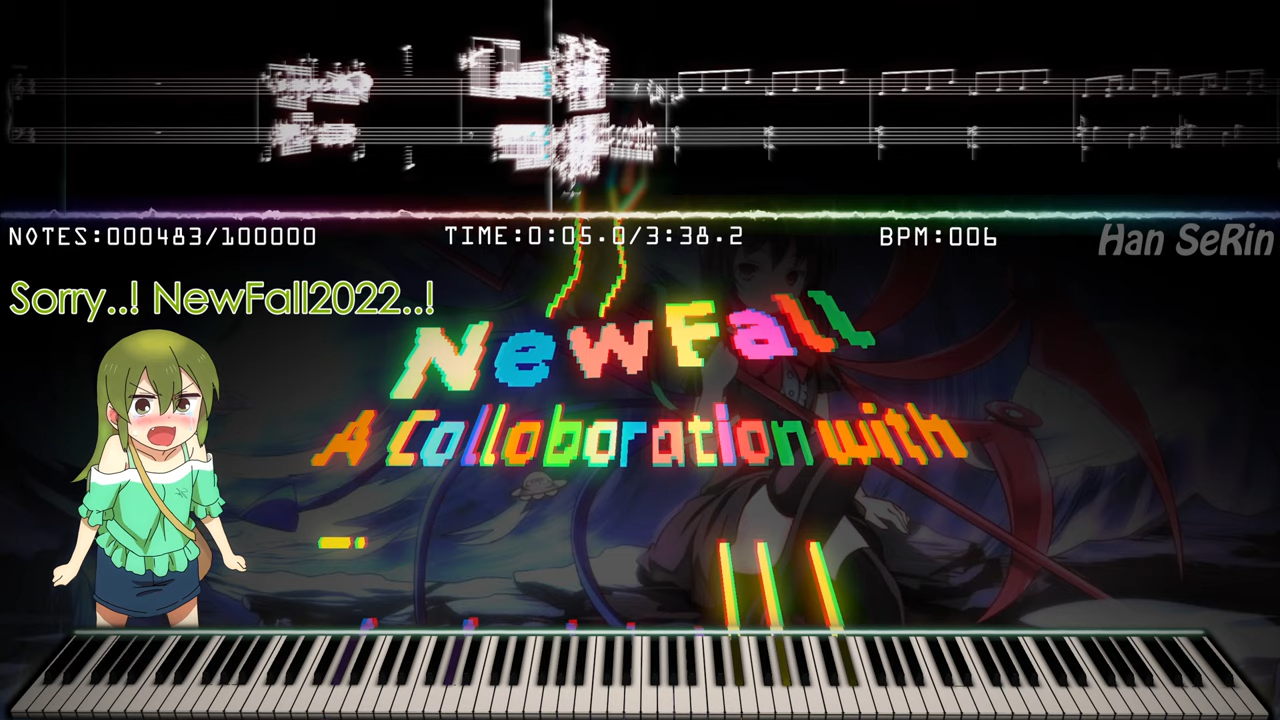 NOTES:000483/100000
TIME:0:05.0/3:38.2
BPM:006
Han SeRin
Sorry..! NewFall2022..!
NewFall
A Colloboration with